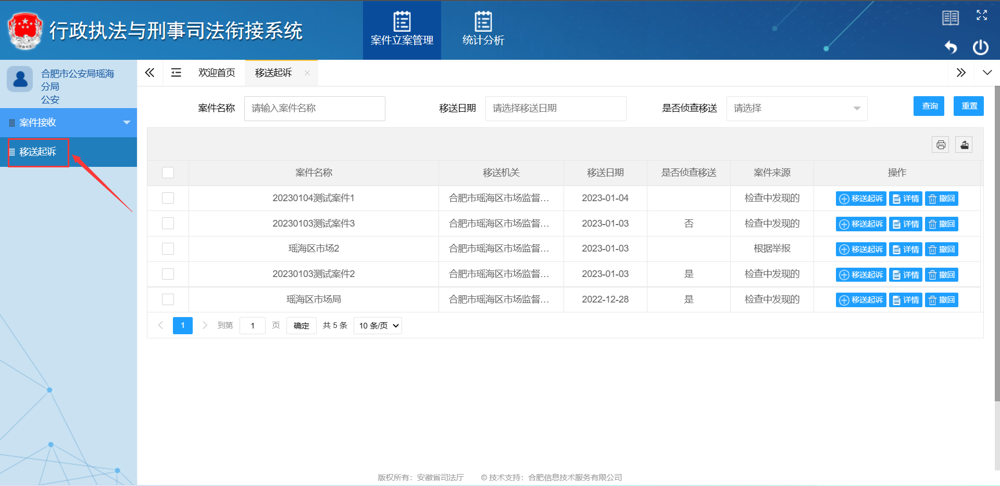 行政执法与刑事司法衔接系统
案件立案管理
统计分析
合肥市公安局瑶海
分局
公安
案件接收
移送起诉
欢迎首页 移送起诉
案件名称 请输入案件名称 移送日期 请选择移送日期 是否侦查移送 请选择 查询 重置
案件名称 移送机关 移送日期 是否侦查移送 案件来源 操作
20230104测试案件1 合肥市瑶海区市场监督... 2023-01-04 检查中发现的 移送起诉 详情 撤回
20230103测试案件3 合肥市瑶海区市场监督... 2023-01-03 否 检查中发现的 移送起诉 详情 撤回
瑶海区市场2 合肥市瑶海区市场监督... 2023-01-03 根据举报 移送起诉 详情 撤回
20230103测试案件2 合肥市瑶海区市场监督... 2023-01-03 是 检查中发现的 移送起诉 详情 撤回
瑶海区市场局 合肥市瑶海区市场监督... 2022-12-28 是 检查中发现的 移送起诉 详情 撤回
1 到第 1 页 确定 共 5 条 10 条/页
版权所有：安徽省司法厅 © 技术支持：合肥信息技术服务有限公司